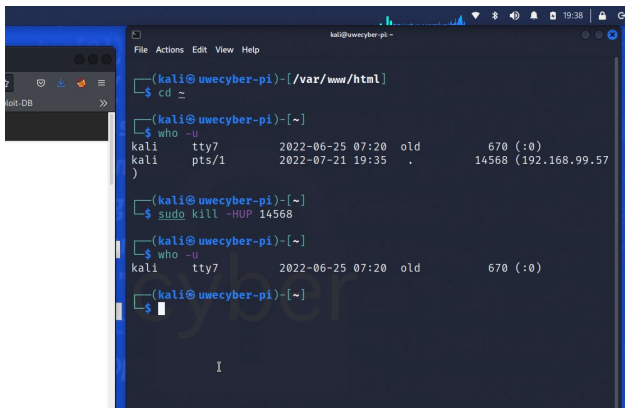 19:38
kali@uwecyber-pi: ~
File Actions Edit View Help
loit-DB
┌──(kali㉿uwecyber-pi)-[/var/www/html]
└─$ cd ~
┌──(kali㉿uwecyber-pi)-[~]
└─$ who -u
kali tty7 2022-06-25 07:20 old 670 (:0)
kali pts/1 2022-07-21 19:35 . 14568 (192.168.99.57
)
┌──(kali㉿uwecyber-pi)-[~]
└─$ sudo kill -HUP 14568
┌──(kali㉿uwecyber-pi)-[~]
└─$ who -u
kali tty7 2022-06-25 07:20 old 670 (:0)
┌──(kali㉿uwecyber-pi)-[~]
└─$
cyber